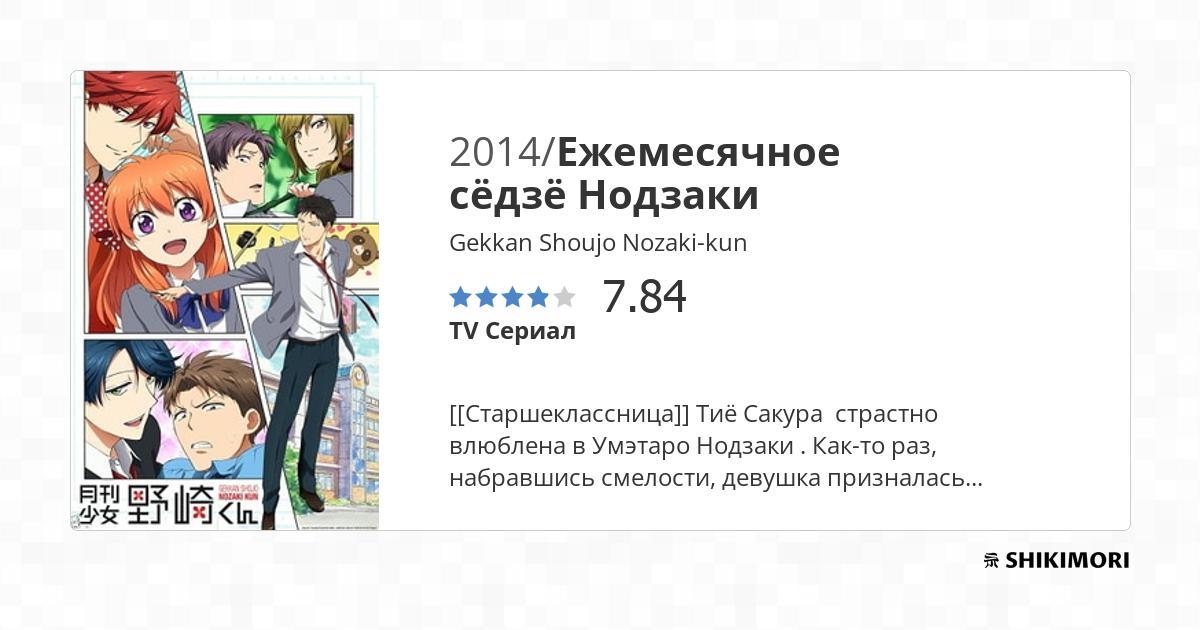 2014/Ежемесячное
сёдзё Нодзаки
Gekkan Shoujo Nozaki-kun
7.84
TV Сериал
[[Старшеклассница]] Тиё Сакура  страстно
влюблена в Умэтаро Нодзаки . Как-то раз,
набравшись смелости, девушка призналась...
月刊
少女
野崎
くん
GEKKAN SHOUJO
NOZAKI KUN
SHIKIMORI